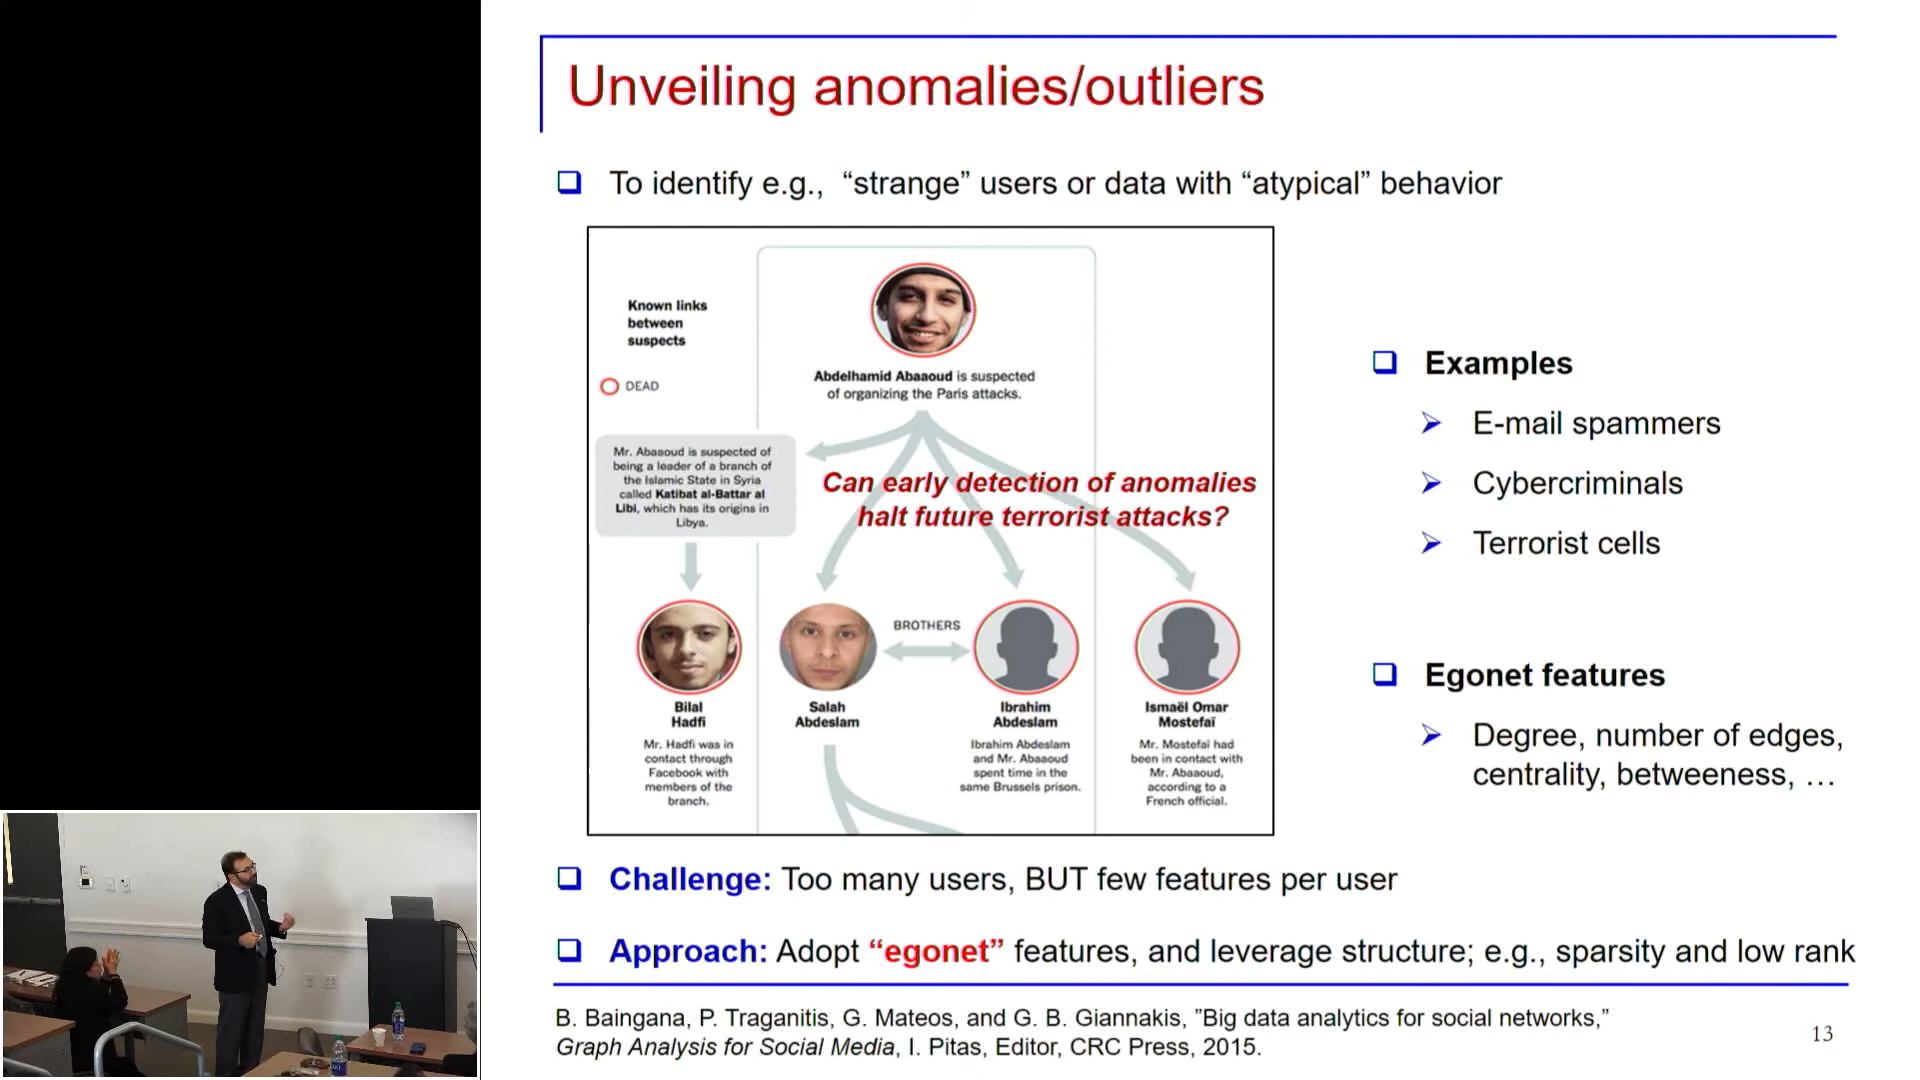 Unveiling anomalies/outliers
To identify e.g., “strange” users or data with “atypical” behavior
Known links
between
suspects
DEAD
Abdelhamid Abaaoud is suspected
of organizing the Paris attacks.
Mr. Abaaoud is suspected of
being a leader of a branch of
the Islamic State in Syria
called Katibat al-Battar al
Libi, which has its origins in
Libya.
Can early detection of anomalies
halt future terrorist attacks?
BROTHERS
Bilal
Hadfi
Mr. Hadfi was in
contact through
Facebook with
members of the
branch.
Salah
Abdeslam
Ibrahim
Abdeslam
Ibrahim Abdeslam
and Mr. Abaaoud
spent time in the
same Brussels prison.
Ismaël Omar
Mostefaï
Mr. Mostefaï had
been in contact with
Mr. Abaaoud,
according to a
French official.
Examples
E-mail spammers
Cybercriminals
Terrorist cells
Egonet features
Degree, number of edges,
centrality, betweeness, …
Challenge: Too many users, BUT few features per user
Approach: Adopt “egonet” features, and leverage structure; e.g., sparsity and low rank
B. Baingana, P. Traganitis, G. Mateos, and G. B. Giannakis, ”Big data analytics for social networks,”
Graph Analysis for Social Media, I. Pitas, Editor, CRC Press, 2015.
13